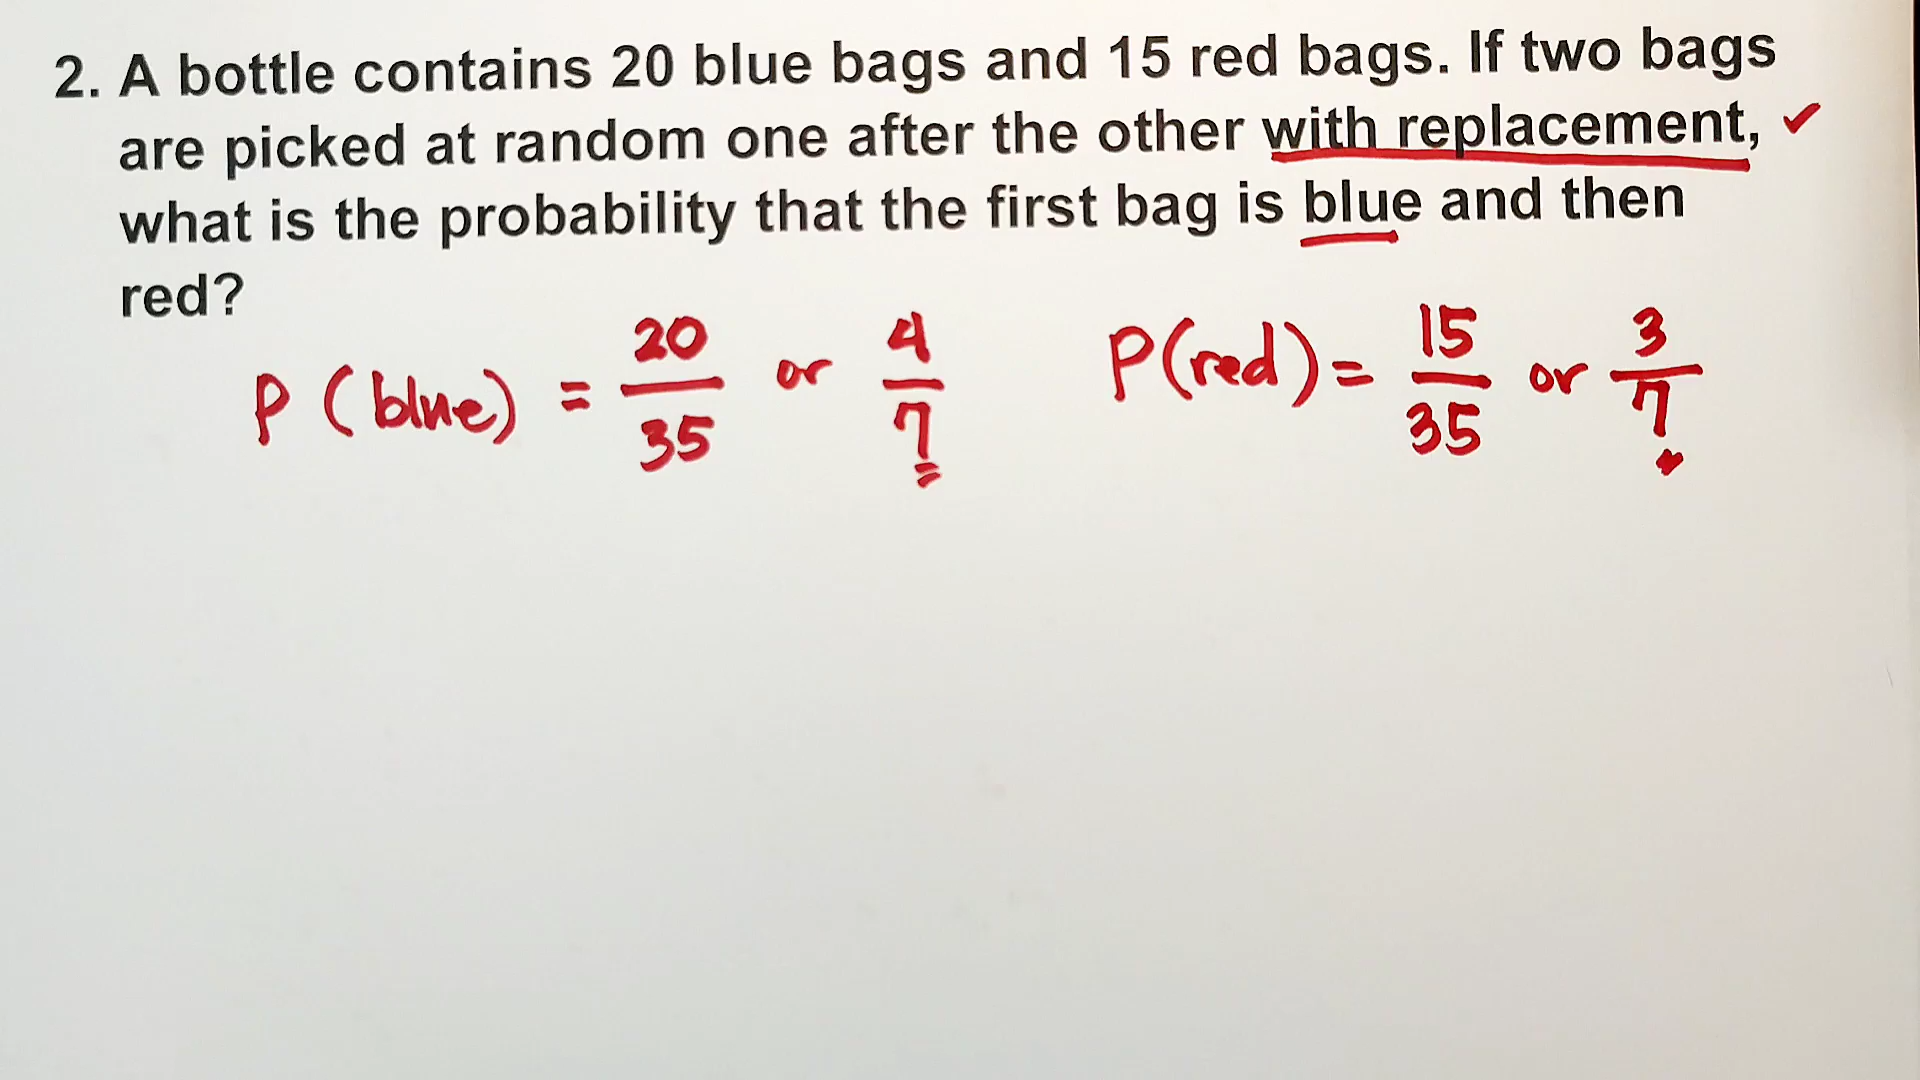 2. A bottle contains 20 blue bags and 15 red bags. If two bags
are picked at random one after the other with replacement, ✓
what is the probability that the first bag is blue and then
red?
P (blue) = 20/35 or 4/7
P(red) = 15/35 or 3/7